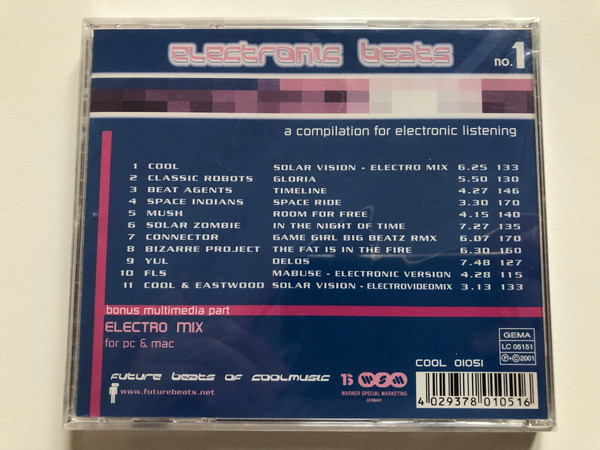 electronic beats
no.1
a compilation for electronic listening
1 COOL SOLAR VISION - ELECTRO MIX 6.25 133
2 CLASSIC ROBOTS GLORIA 5.50 130
3 BEAT AGENTS TIMELINE 4.27 146
4 SPACE INDIANS SPACE RIDE 3.30 170
5 MUSH ROOM FOR FREE 4.15 140
6 SOLAR ZOMBIE IN THE NIGHT OF TIME 7.27 135
7 CONNECTOR GAME GIRL BIG BEATZ RMX 6.07 170
8 BIZARRE PROJECT THE FAT IS IN THE FIRE 6.30 160
9 YUL DELOS 7.48 127
10 FLS MABUSE - ELECTRONIC VERSION 4.28 115
11 COOL & EASTWOOD SOLAR VISION - ELECTROVIDEOMIX 3.13 133
bonus multimedia part
ELECTRO MIX
for pc & mac
GEMA
LC 05151
℗+©2001
COOL 01051
future beats of coolmusic
www.futurebeats.net
WSM
WARNER SPECIAL MARKETING
GERMANY
4 029378 010516